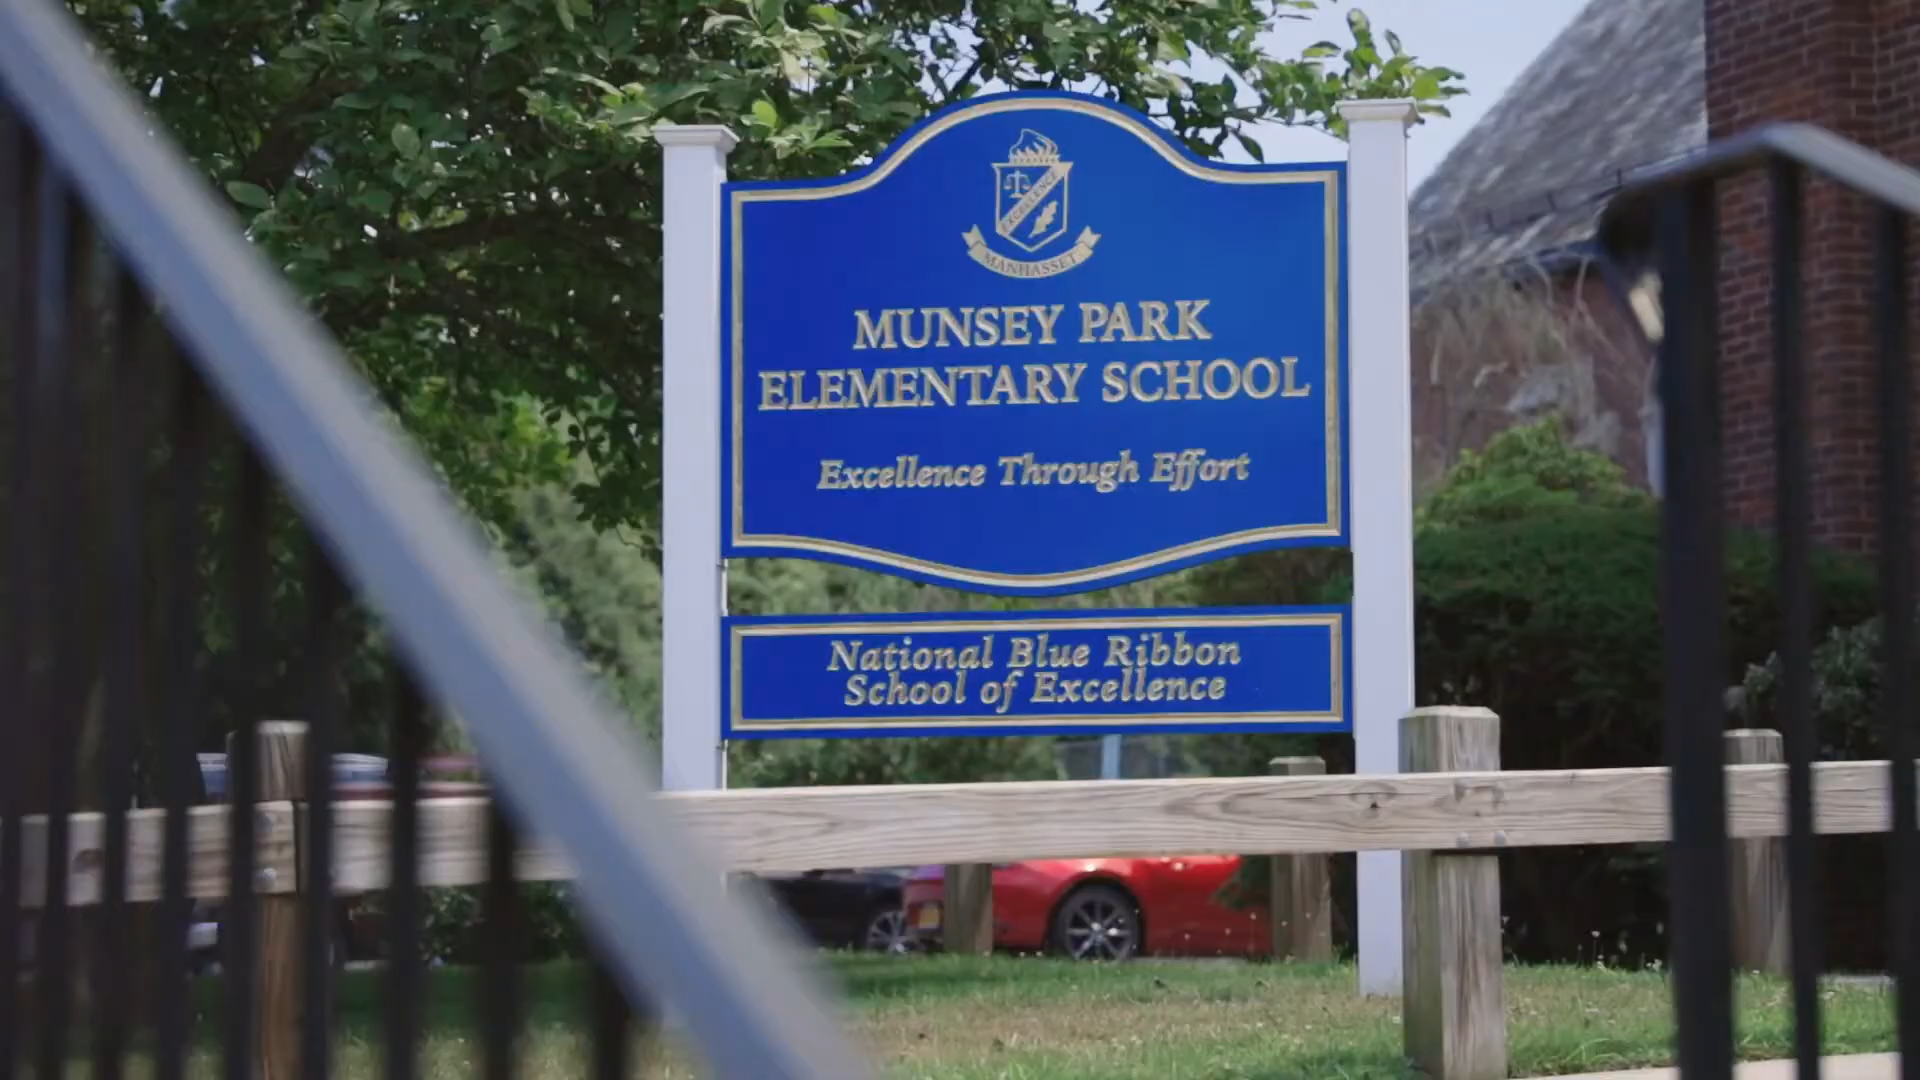 EXCELLENCE
MANHASSET
MUNSEY PARK
ELEMENTARY SCHOOL
Excellence Through Effort
National Blue Ribbon
School of Excellence